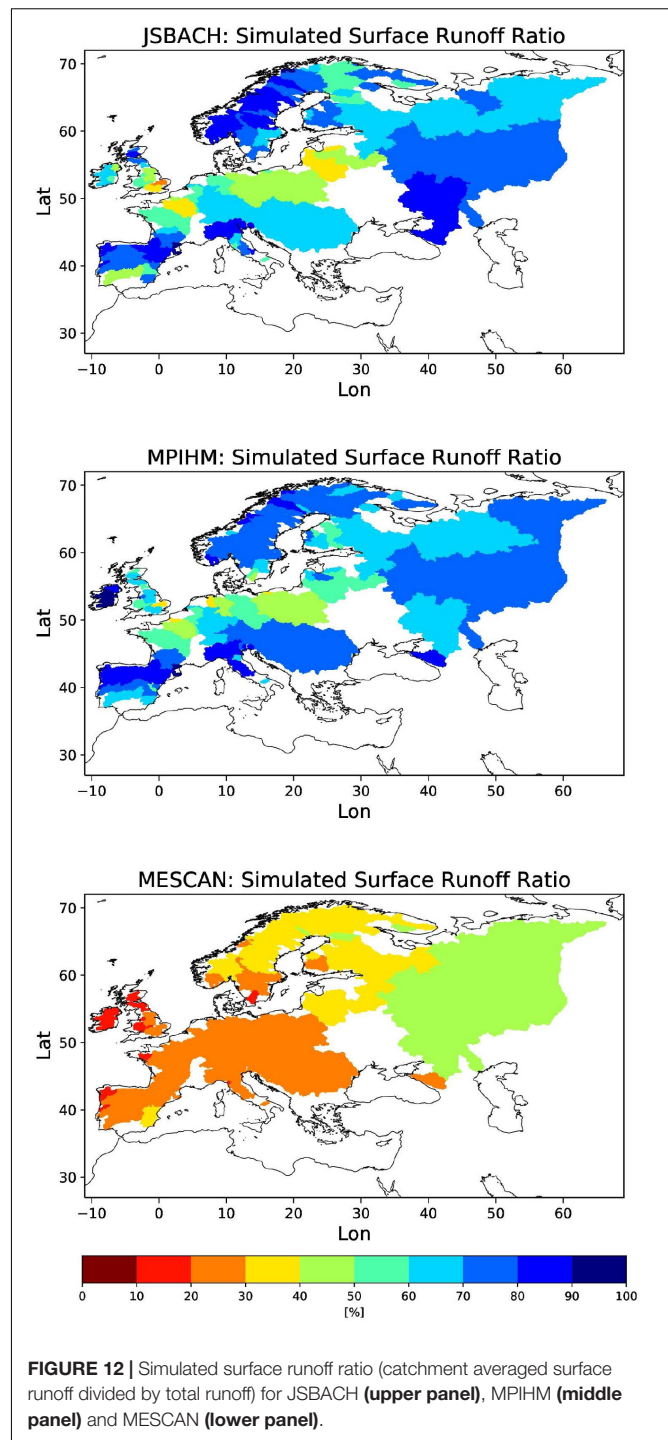 JSBACH: Simulated Surface Runoff Ratio
70
60
50
40
30
Lat
−10 0 10 20 30 40 50 60
Lon
MPIHM: Simulated Surface Runoff Ratio
70
60
50
40
30
Lat
−10 0 10 20 30 40 50 60
Lon
MESCAN: Simulated Surface Runoff Ratio
70
60
50
40
30
Lat
−10 0 10 20 30 40 50 60
Lon
0 10 20 30 40 50 60 70 80 90 100
[%]
FIGURE 12 | Simulated surface runoff ratio (catchment averaged surface
runoff divided by total runoff) for JSBACH (upper panel), MPIHM (middle
panel) and MESCAN (lower panel).